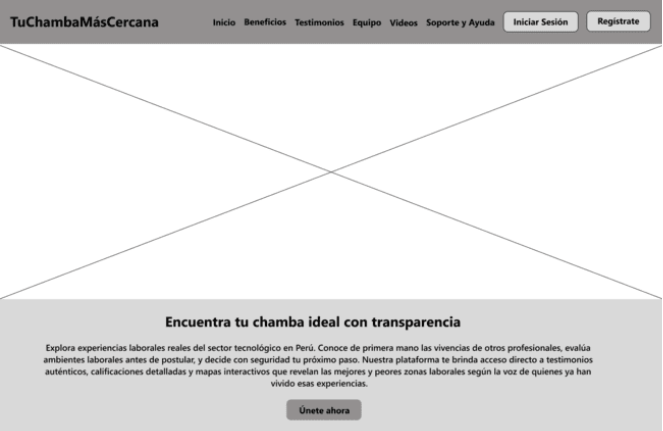 TuChambaMásCercana
Inicio Beneficios Testimonios Equipo Videos Soporte y Ayuda Iniciar Sesión Regístrate
Encuentra tu chamba ideal con transparencia
Explora experiencias laborales reales del sector tecnológico en Perú. Conoce de primera mano las vivencias de otros profesionales, evalúa
ambientes laborales antes de postular, y decide con seguridad tu próximo paso. Nuestra plataforma te brinda acceso directo a testimonios
auténticos, calificaciones detalladas y mapas interactivos que revelan las mejores y peores zonas laborales según la voz de quienes ya han
vivido esas experiencias.
Únete ahora